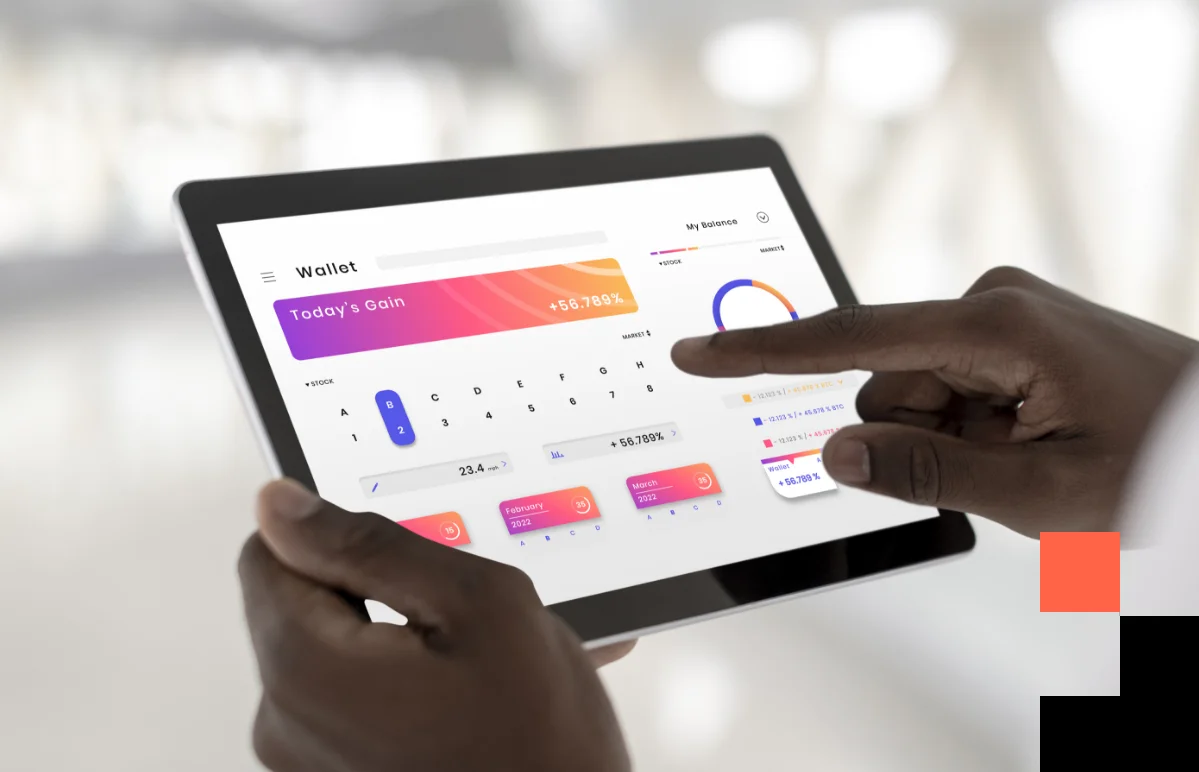 My Balance
Wallet
MARKET
▾STOCK
Today's Gain
+56.789%
MARKET
▾STOCK
A B C D E F G H
1 2 3 4 5 6 7 8
- 12.123 % / + 45.678 % BTC
- 12.123 % / + 45.678 % BTC
- 12.123 % / + 45.678 %
23.4 mph
+ 56.789%
Wallet A
+ 56.789 %
15
February 35
2022
March 35
2022
A B C D
A B C D